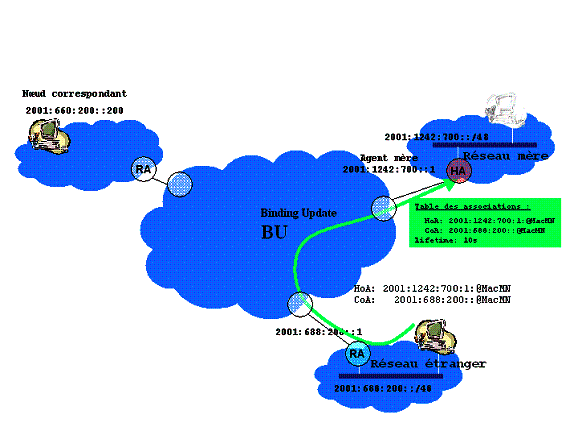 Nœud correspondant
2001:660:200::200
2001:1242:700::/48
Agent mère
Réseau mère
2001:1242:700::1
RA
HA
Table des associations :
HoA: 2001:1242:700:1:@MacMN
CoA: 2001:688:200::@MacMN
lifetime: 10s
Binding Update
BU
HoA: 2001:1242:700:1:@MacMN
CoA: 2001:688:200::@MacMN
2001:688:200::1
RA
Réseau étranger
2001:688:200::/48